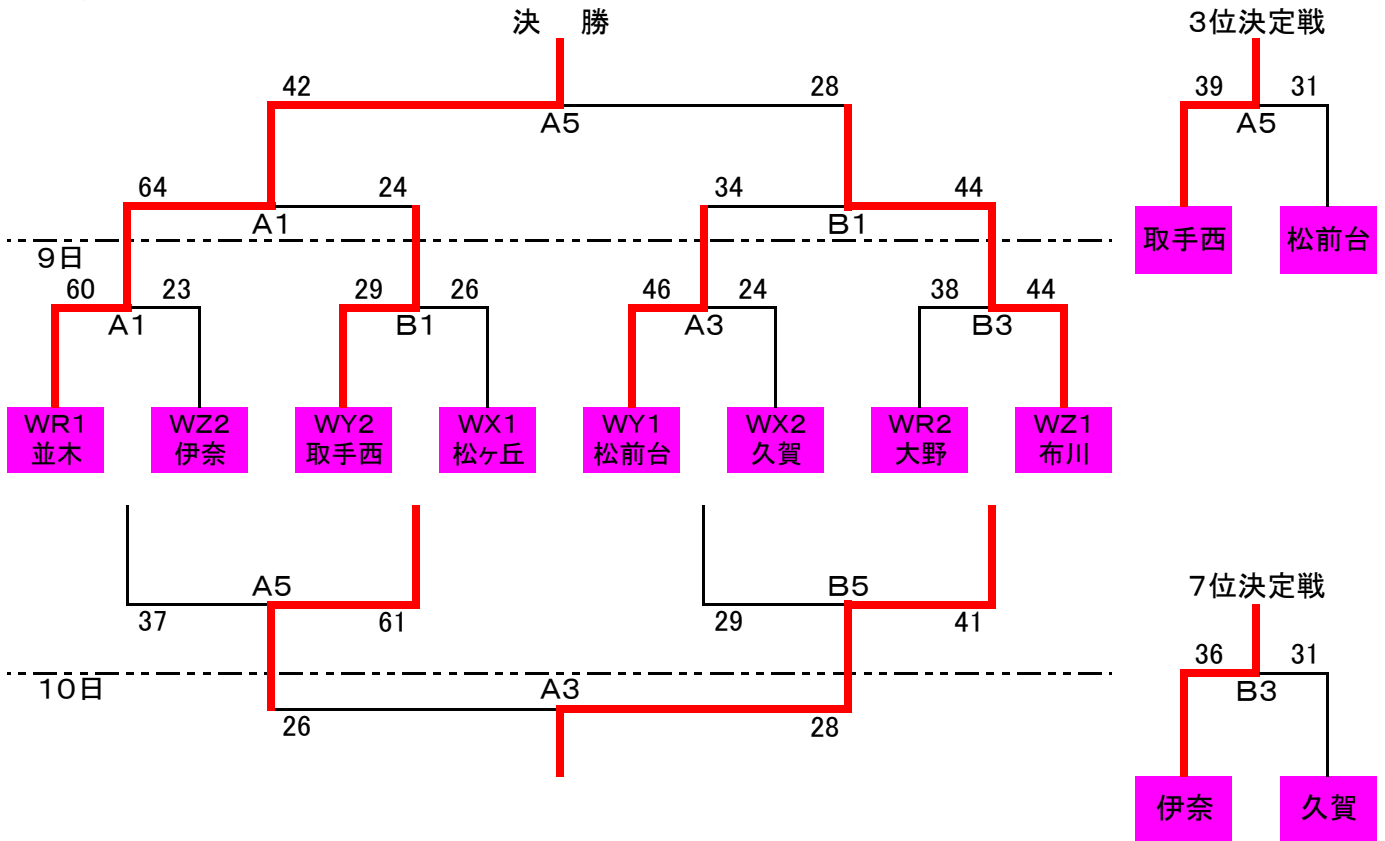 決　勝
3位決定戦
42
28
39
31
A5
A5
64
24
34
44
A1
B1
取手西
松前台
9日
60
23
29
26
46
24
38
44
A1
B1
A3
B3
WR1
並木
WZ2
伊奈
WY2
取手西
WX1
松ヶ丘
WY1
松前台
WX2
久賀
WR2
大野
WZ1
布川
A5
B5
7位決定戦
37
61
29
41
36
31
10日
A3
B3
26
28
伊奈
久賀